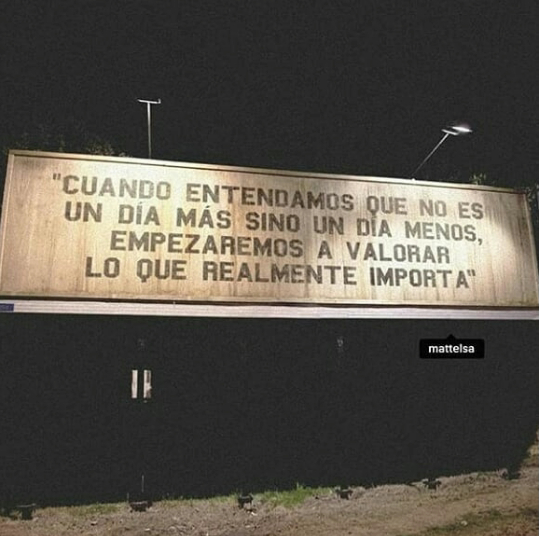 "CUANDO ENTENDAMOS QUE NO ES
UN DÍA MÁS SINO UN DÍA MENOS,
EMPEZAREMOS A VALORAR
LO QUE REALMENTE IMPORTA"
mattelsa